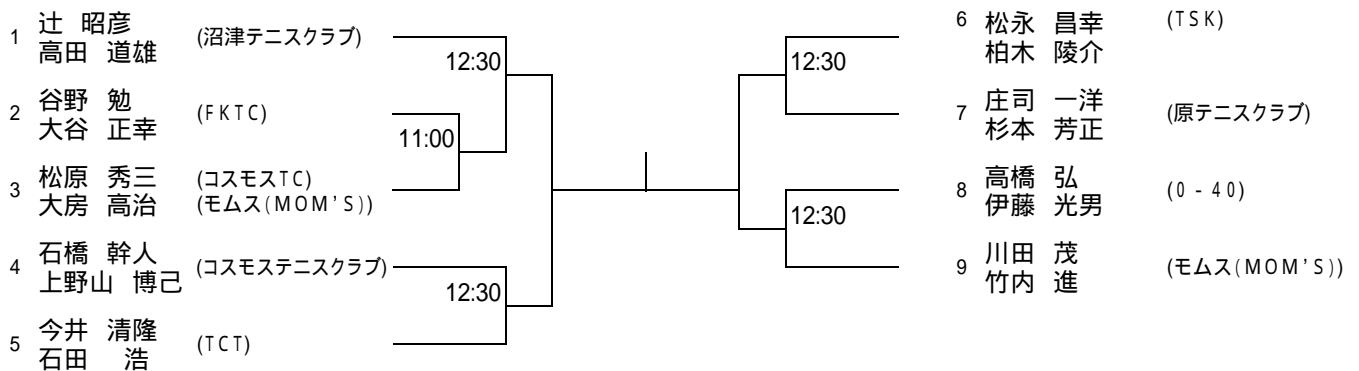 1 辻 昭彦 (沼津テニスクラブ)
高田 道雄
12:30
2 谷野 勉 (FKTC)
大谷 正幸
11:00
3 松原 秀三 (コスモスTC)
大房 高治 (モムス(MOM'S))
4 石橋 幹人 (コスモステニスクラブ)
上野山 博己
12:30
5 今井 清隆 (TCT)
石田 浩
6 松永 昌幸 (TSK)
柏木 陵介
12:30
7 庄司 一洋 (原テニスクラブ)
杉本 芳正
8 高橋 弘 (0-40)
伊藤 光男
12:30
9 川田 茂 (モムス(MOM'S))
竹内 進